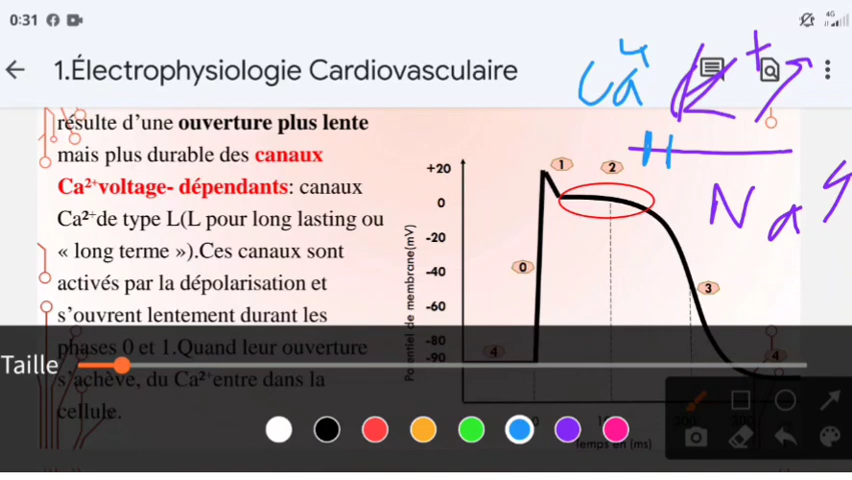 0:31
4G
1.Électrophysiologie Cardiovasculaire
Ca
K+
Na
résulte d'une ouverture plus lente
mais plus durable des canaux
Ca²⁺voltage- dépendants: canaux
Ca²⁺de type L(L pour long lasting ou
« long terme »).Ces canaux sont
activés par la dépolarisation et
s'ouvrent lentement durant les
phases 0 et 1.Quand leur ouverture
s'achève, du Ca²⁺entre dans la
cellule.
Potentiel de membrane(mV)
+20
0
-20
-40
-60
-80
-90
1
2
0
3
4
4
Temps en (ms)
Taille